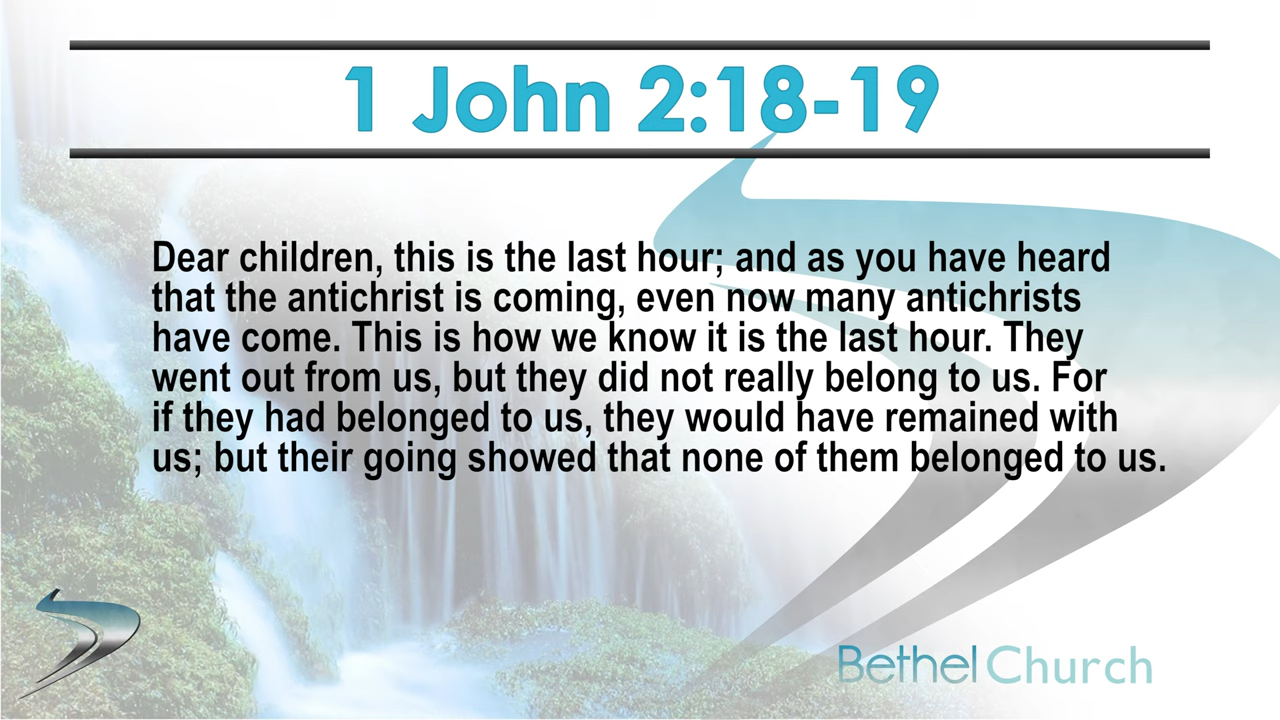 1 John 2:18-19
Dear children, this is the last hour; and as you have heard
that the antichrist is coming, even now many antichrists
have come. This is how we know it is the last hour. They
went out from us, but they did not really belong to us. For
if they had belonged to us, they would have remained with
us; but their going showed that none of them belonged to us.
Bethel Church